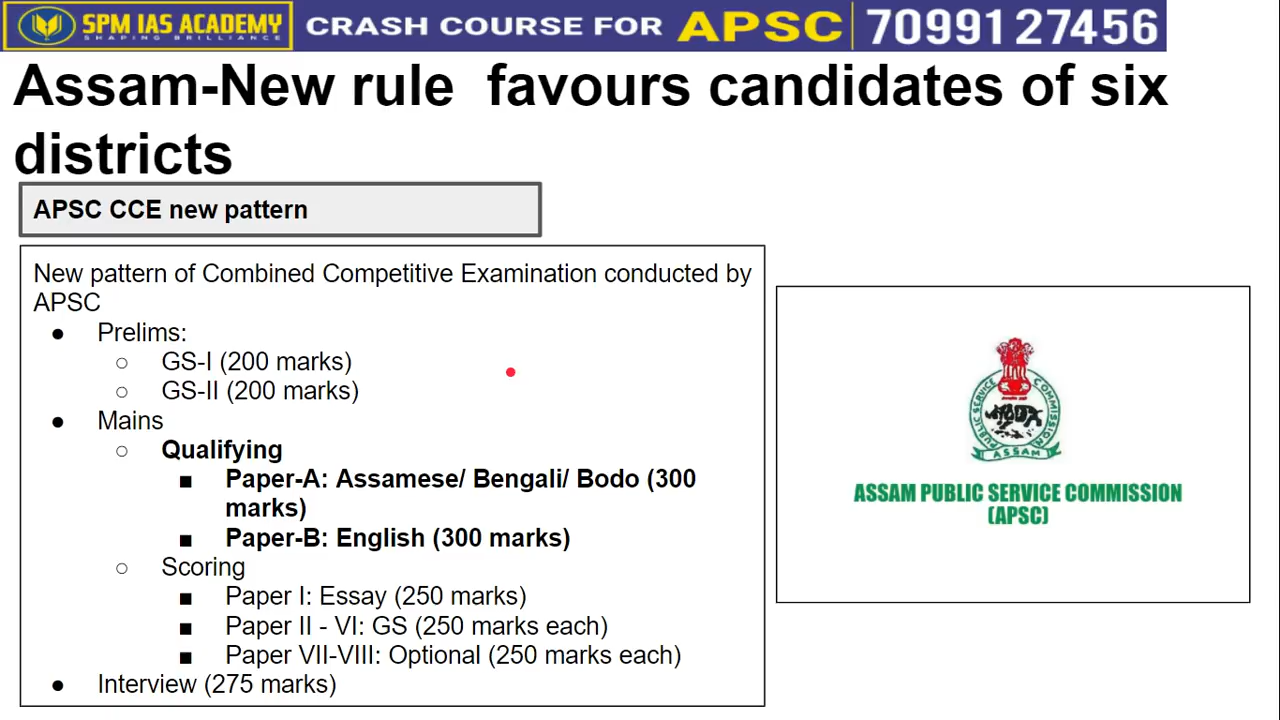 SPM IAS ACADEMY
SHAPING BRILLIANCE
CRASH COURSE FOR APSC 70991 27456
Assam-New rule favours candidates of six
districts
APSC CCE new pattern
New pattern of Combined Competitive Examination conducted by
APSC
● Prelims:
○ GS-I (200 marks)
○ GS-II (200 marks)
● Mains
○ Qualifying
■ Paper-A: Assamese/ Bengali/ Bodo (300
marks)
■ Paper-B: English (300 marks)
○ Scoring
■ Paper I: Essay (250 marks)
■ Paper II - VI: GS (250 marks each)
■ Paper VII-VIII: Optional (250 marks each)
● Interview (275 marks)
PUBLIC SERVICE COMMISSION
ASSAM
ASSAM PUBLIC SERVICE COMMISSION
(APSC)